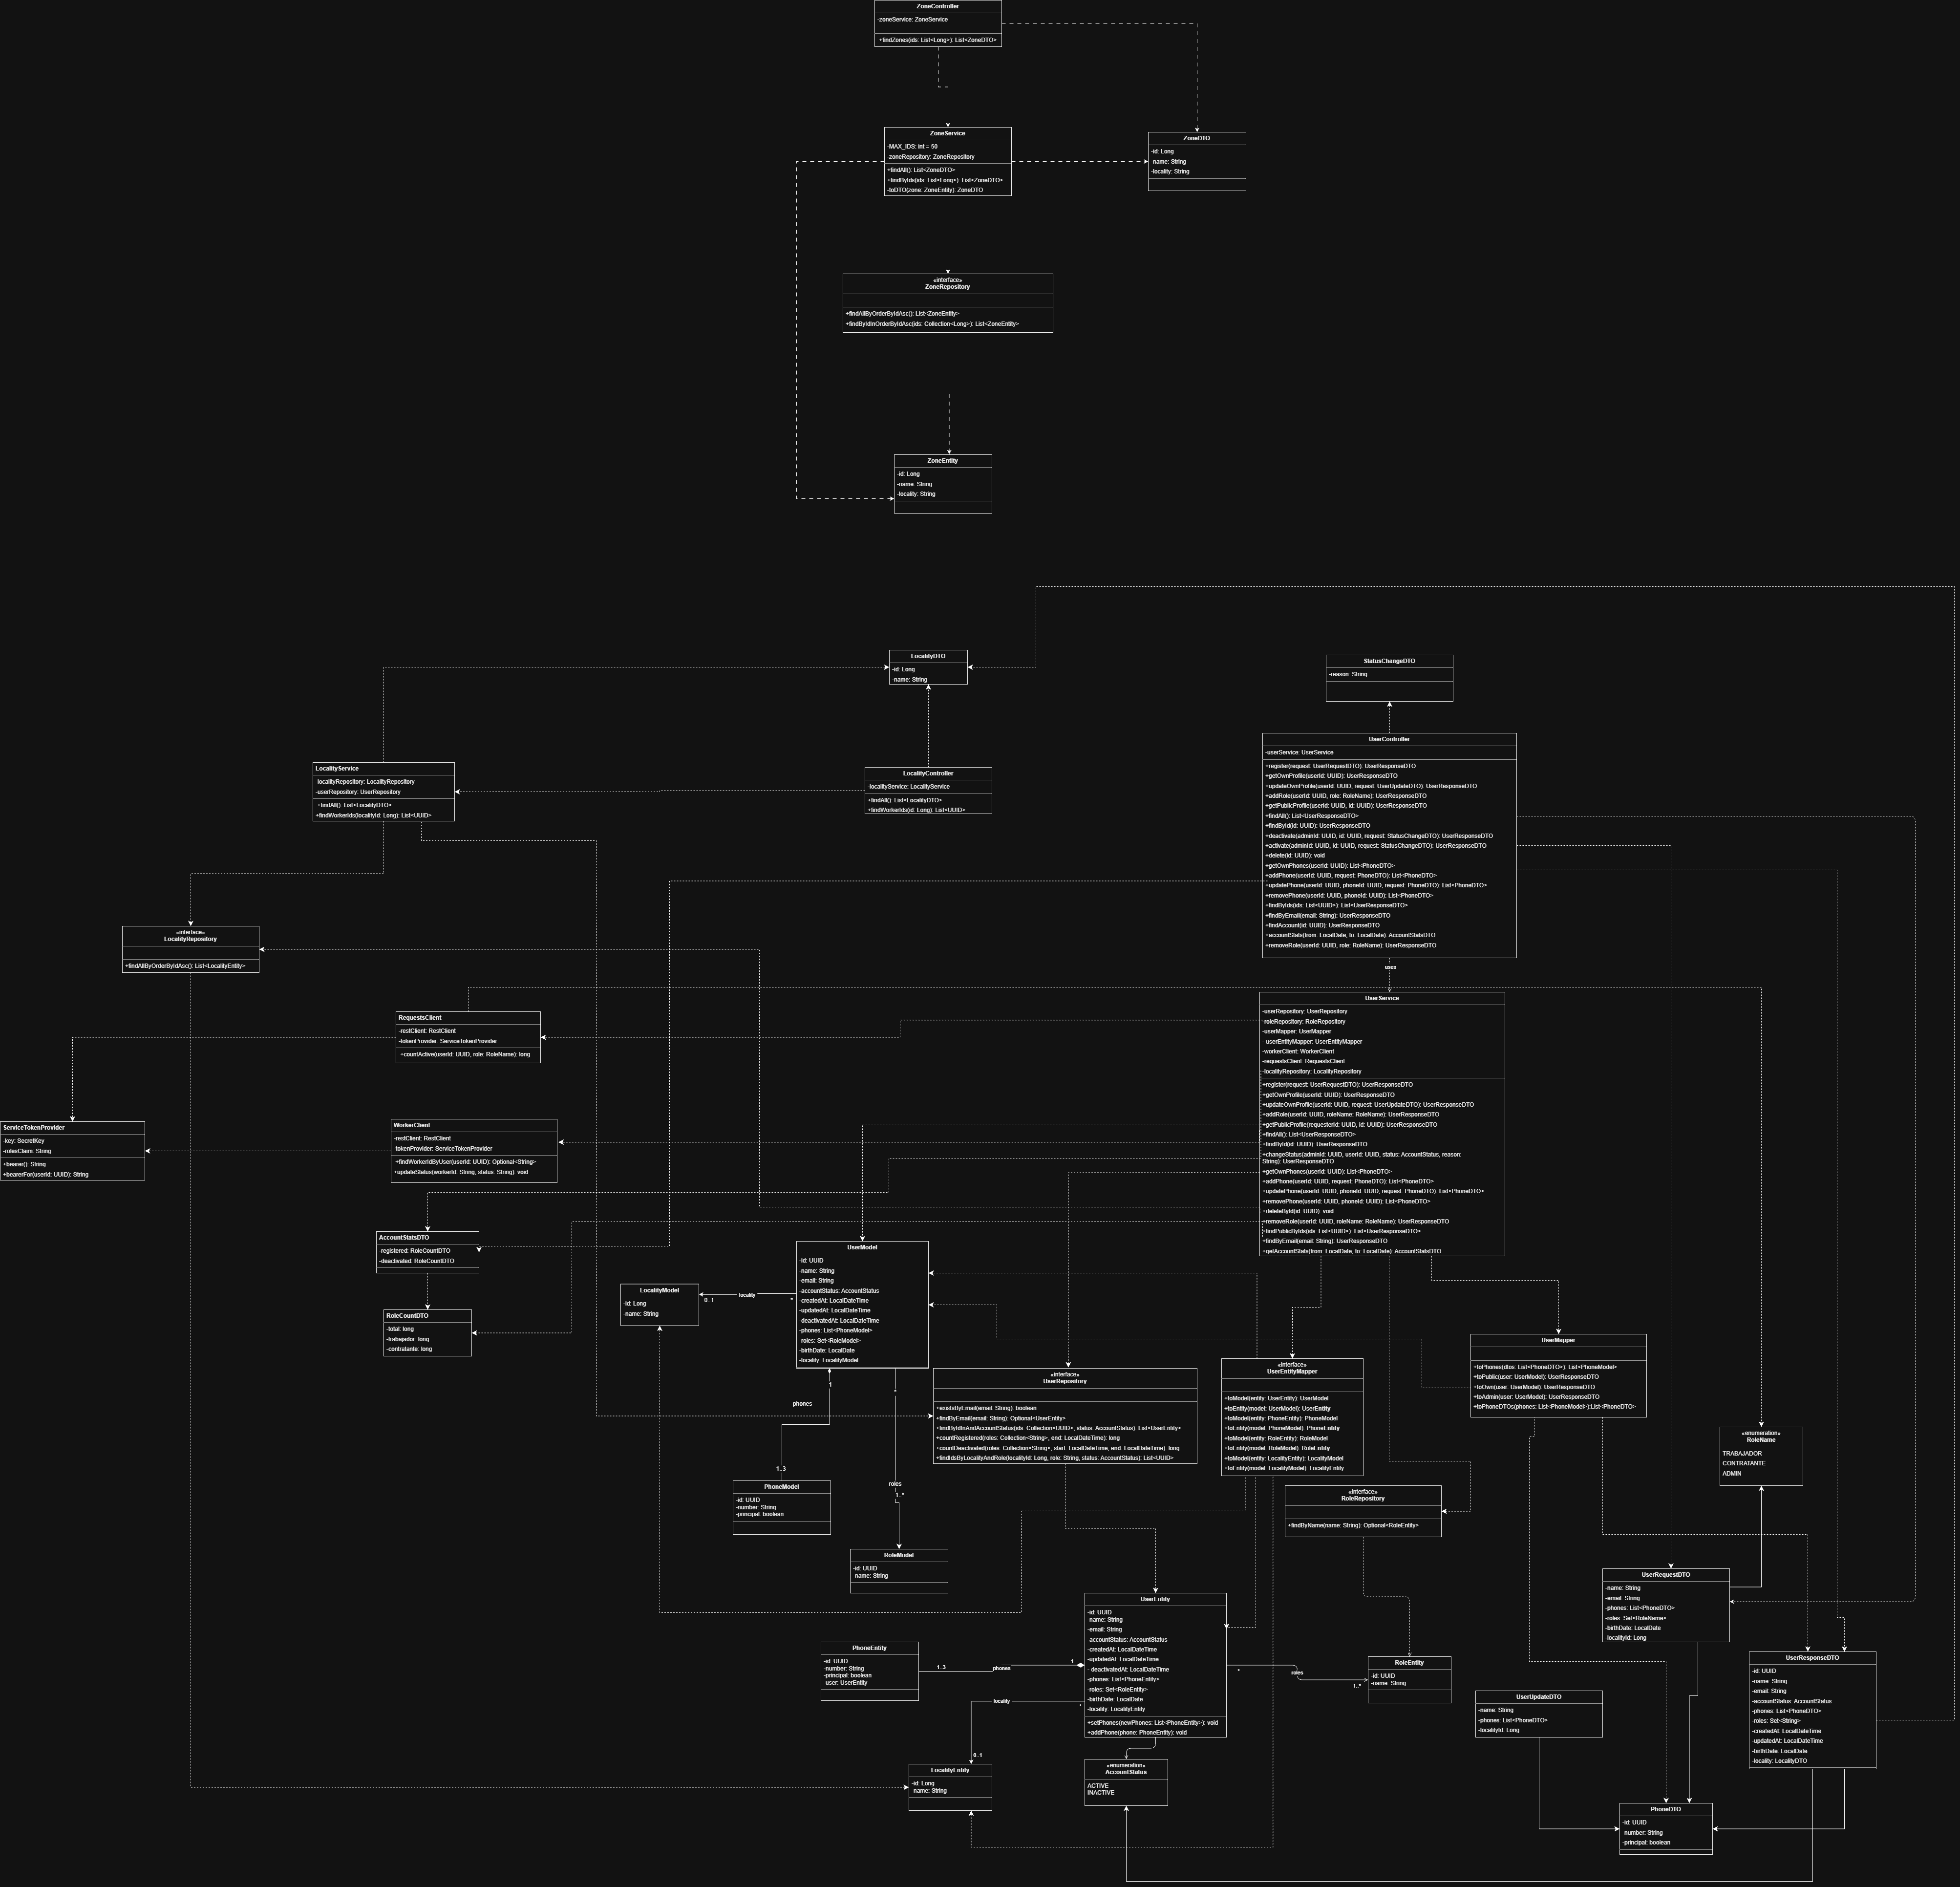 ZoneController
-zoneService: ZoneService
+findZones(ids: List<Long>): List<ZoneDTO>
ZoneService
-MAX_IDS: int = 50
-zoneRepository: ZoneRepository
+findAll(): List<ZoneDTO>
+findByIds(ids: List<Long>): List<ZoneDTO>
-toDTO(zone: ZoneEntity): ZoneDTO
ZoneDTO
-id: Long
-name: String
-locality: String
«interface»
ZoneRepository
+findAllByOrderByIdAsc(): List<ZoneEntity>
+findByIdInOrderByIdAsc(ids: Collection<Long>): List<ZoneEntity>
ZoneEntity
-id: Long
-name: String
-locality: String
LocalityDTO
-id: Long
-name: String
StatusChangeDTO
-reason: String
UserController
-userService: UserService
+register(request: UserRequestDTO): UserResponseDTO
+getOwnProfile(userId: UUID): UserResponseDTO
+updateOwnProfile(userId: UUID, request: UserUpdateDTO): UserResponseDTO
+addRole(userId: UUID, role: RoleName): UserResponseDTO
+getPublicProfile(userId: UUID, id: UUID): UserResponseDTO
+findAll(): List<UserResponseDTO>
+findById(id: UUID): UserResponseDTO
+deactivate(adminId: UUID, id: UUID, request: StatusChangeDTO): UserResponseDTO
+activate(adminId: UUID, id: UUID, request: StatusChangeDTO): UserResponseDTO
+delete(id: UUID): void
+getOwnPhones(userId: UUID): List<PhoneDTO>
+addPhone(userId: UUID, request: PhoneDTO): List<PhoneDTO>
+updatePhone(userId: UUID, phoneId: UUID, request: PhoneDTO): List<PhoneDTO>
+removePhone(userId: UUID, phoneId: UUID): List<PhoneDTO>
+findByIds(ids: List<UUID>): List<UserResponseDTO>
+findByEmail(email: String): UserResponseDTO
+findAccount(id: UUID): UserResponseDTO
+accountStats(from: LocalDate, to: LocalDate): AccountStatsDTO
+removeRole(userId: UUID, role: RoleName): UserResponseDTO
uses
LocalityService
-localityRepository: LocalityRepository
-userRepository: UserRepository
+findAll(): List<LocalityDTO>
+findWorkerIds(localityId: Long): List<UUID>
LocalityController
-localityService: LocalityService
+findAll(): List<LocalityDTO>
+findWorkerIds(id: Long): List<UUID>
«interface»
LocalityRepository
+findAllByOrderByIdAsc(): List<LocalityEntity>
RequestsClient
-restClient: RestClient
-tokenProvider: ServiceTokenProvider
+countActive(userId: UUID, role: RoleName): long
UserService
-userRepository: UserRepository
-roleRepository: RoleRepository
-userMapper: UserMapper
- userEntityMapper: UserEntityMapper
-workerClient: WorkerClient
-requestsClient: RequestsClient
-localityRepository: LocalityRepository
+register(request: UserRequestDTO): UserResponseDTO
+getOwnProfile(userId: UUID): UserResponseDTO
+updateOwnProfile(userId: UUID, request: UserUpdateDTO): UserResponseDTO
+addRole(userId: UUID, roleName: RoleName): UserResponseDTO
+getPublicProfile(requesterId: UUID, id: UUID): UserResponseDTO
+findAll(): List<UserResponseDTO>
+findById(id: UUID): UserResponseDTO
+changeStatus(adminId: UUID, userId: UUID, status: AccountStatus, reason:
String): UserResponseDTO
+getOwnPhones(userId: UUID): List<PhoneDTO>
+addPhone(userId: UUID, request: PhoneDTO): List<PhoneDTO>
+updatePhone(userId: UUID, phoneId: UUID, request: PhoneDTO): List<PhoneDTO>
+removePhone(userId: UUID, phoneId: UUID): List<PhoneDTO>
+deleteById(id: UUID): void
+removeRole(userId: UUID, roleName: RoleName): UserResponseDTO
+findPublicByIds(ids: List<UUID>): List<UserResponseDTO>
+findByEmail(email: String): UserResponseDTO
+getAccountStats(from: LocalDate, to: LocalDate): AccountStatsDTO
ServiceTokenProvider
-key: SecretKey
-rolesClaim: String
+bearer(): String
+bearerFor(userId: UUID): String
WorkerClient
-restClient: RestClient
-tokenProvider: ServiceTokenProvider
+findWorkerIdByUser(userId: UUID): Optional<String>
+updateStatus(workerId: String, status: String): void
AccountStatsDTO
-registered: RoleCountDTO
-deactivated: RoleCountDTO
RoleCountDTO
-total: long
-trabajador: long
-contratante: long
LocalityModel
-id: Long
-name: String
0..1
locality
*
UserModel
-id: UUID
-name: String
-email: String
-accountStatus: AccountStatus
-createdAt: LocalDateTime
-updatedAt: LocalDateTime
-deactivatedAt: LocalDateTime
-phones: List<PhoneModel>
-roles: Set<RoleModel>
-birthDate: LocalDate
-locality: LocalityModel
1
phones
1..3
*
roles
1..*
PhoneModel
-id: UUID
-number: String
-principal: boolean
RoleModel
-id: UUID
-name: String
«interface»
UserRepository
+existsByEmail(email: String): boolean
+findByEmail(email: String): Optional<UserEntity>
+findByIdInAndAccountStatus(ids: Collection<UUID>, status: AccountStatus): List<UserEntity>
+countRegistered(roles: Collection<String>, end: LocalDateTime): long
+countDeactivated(roles: Collection<String>, start: LocalDateTime, end: LocalDateTime): long
+findIdsByLocalityAndRole(localityId: Long, role: String, status: AccountStatus): List<UUID>
«interface»
UserEntityMapper
+toModel(entity: UserEntity): UserModel
+toEntity(model: UserModel): UserEntity
+toModel(entity: PhoneEntity): PhoneModel
+toEntity(model: PhoneModel): PhoneEntity
+toModel(entity: RoleEntity): RoleModel
+toEntity(model: RoleModel): RoleEntity
+toModel(entity: LocalityEntity): LocalityModel
+toEntity(model: LocalityModel): LocalityEntity
UserMapper
+toPhones(dtos: List<PhoneDTO>): List<PhoneModel>
+toPublic(user: UserModel): UserResponseDTO
+toOwn(user: UserModel): UserResponseDTO
+toAdmin(user: UserModel): UserResponseDTO
+toPhoneDTOs(phones: List<PhoneModel>):List<PhoneDTO>
«enumeration»
RoleName
TRABAJADOR
CONTRATANTE
ADMIN
«interface»
RoleRepository
+findByName(name: String): Optional<RoleEntity>
UserRequestDTO
-name: String
-email: String
-phones: List<PhoneDTO>
-roles: Set<RoleName>
-birthDate: LocalDate
-localityId: Long
UserEntity
-id: UUID
-name: String
-email: String
-accountStatus: AccountStatus
-createdAt: LocalDateTime
-updatedAt: LocalDateTime
- deactivatedAt: LocalDateTime
-phones: List<PhoneEntity>
-roles: Set<RoleEntity>
-birthDate: LocalDate
-locality: LocalityEntity
+setPhones(newPhones: List<PhoneEntity>): void
+addPhone(phone: PhoneEntity): void
PhoneEntity
-id: UUID
-number: String
-principal: boolean
-user: UserEntity
1..3
phones
1
locality
*
0..1
*
roles
1..*
RoleEntity
-id: UUID
-name: String
UserUpdateDTO
-name: String
-phones: List<PhoneDTO>
-localityId: Long
UserResponseDTO
-id: UUID
-name: String
-email: String
-accountStatus: AccountStatus
-phones: List<PhoneDTO>
-roles: Set<String>
-createdAt: LocalDateTime
-updatedAt: LocalDateTime
-birthDate: LocalDate
-locality: LocalityDTO
LocalityEntity
-id: Long
-name: String
«enumeration»
AccountStatus
ACTIVE
INACTIVE
PhoneDTO
-id: UUID
-number: String
-principal: boolean